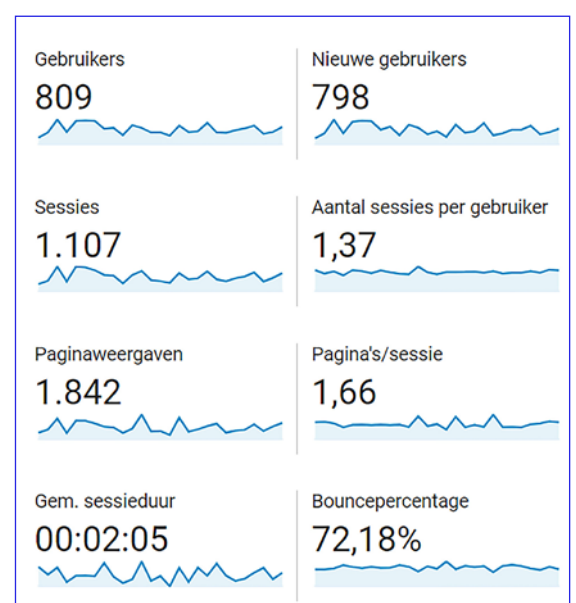 Gebruikers
809
Nieuwe gebruikers
798
Sessies
1.107
Aantal sessies per gebruiker
1,37
Paginaweergaven
1.842
Pagina's/sessie
1,66
Gem. sessieduur
00:02:05
Bouncepercentage
72,18%